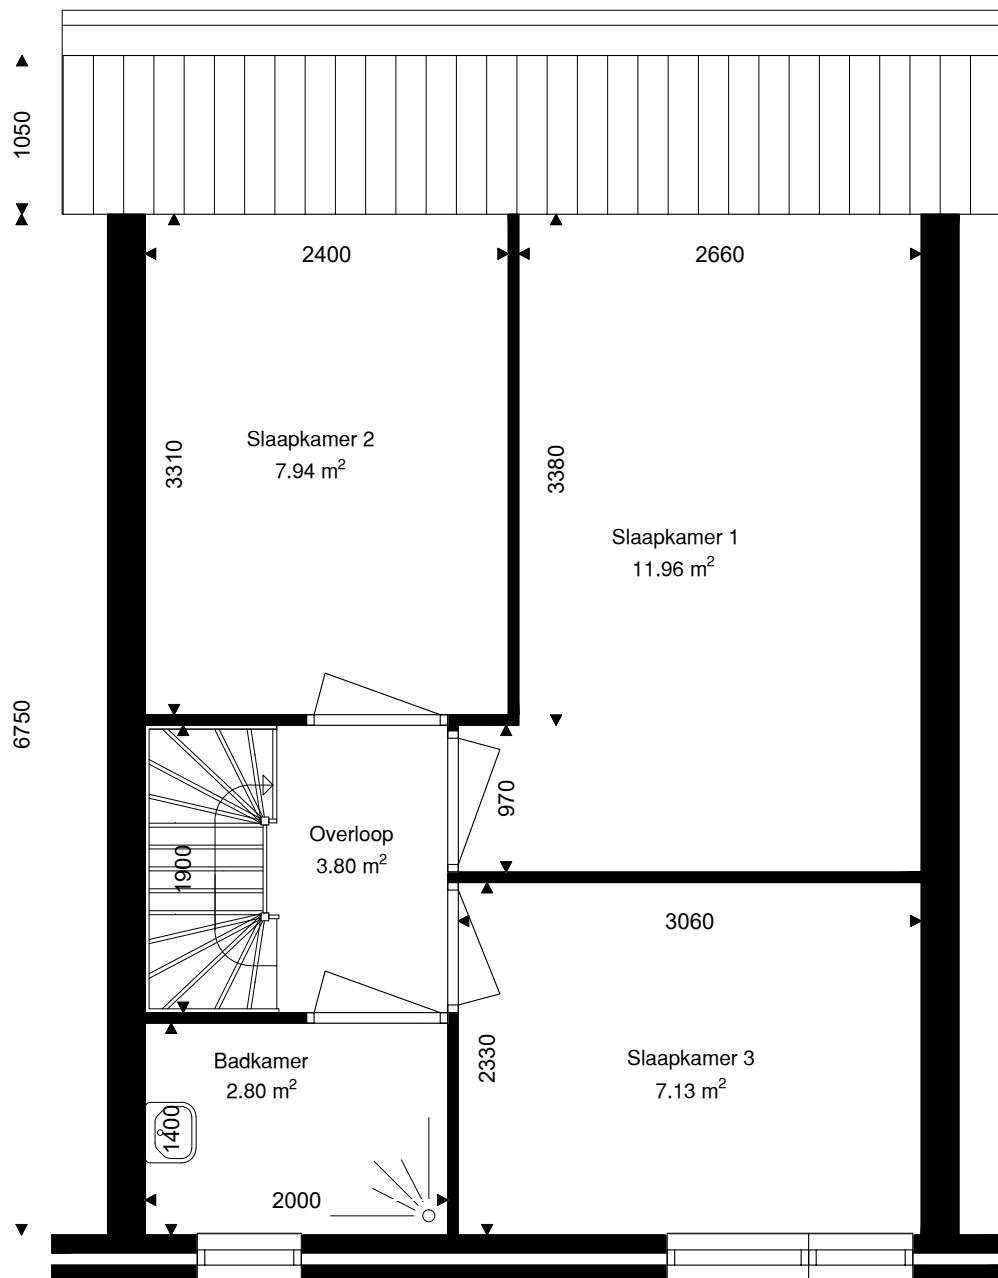 1050
2400
2660
Slaapkamer 2
7.94 m²
3310
3380
Slaapkamer 1
11.96 m²
6750
970
Overloop
3.80 m²
1900
3060
Badkamer
2.80 m²
2330
Slaapkamer 3
7.13 m²
1400
2000